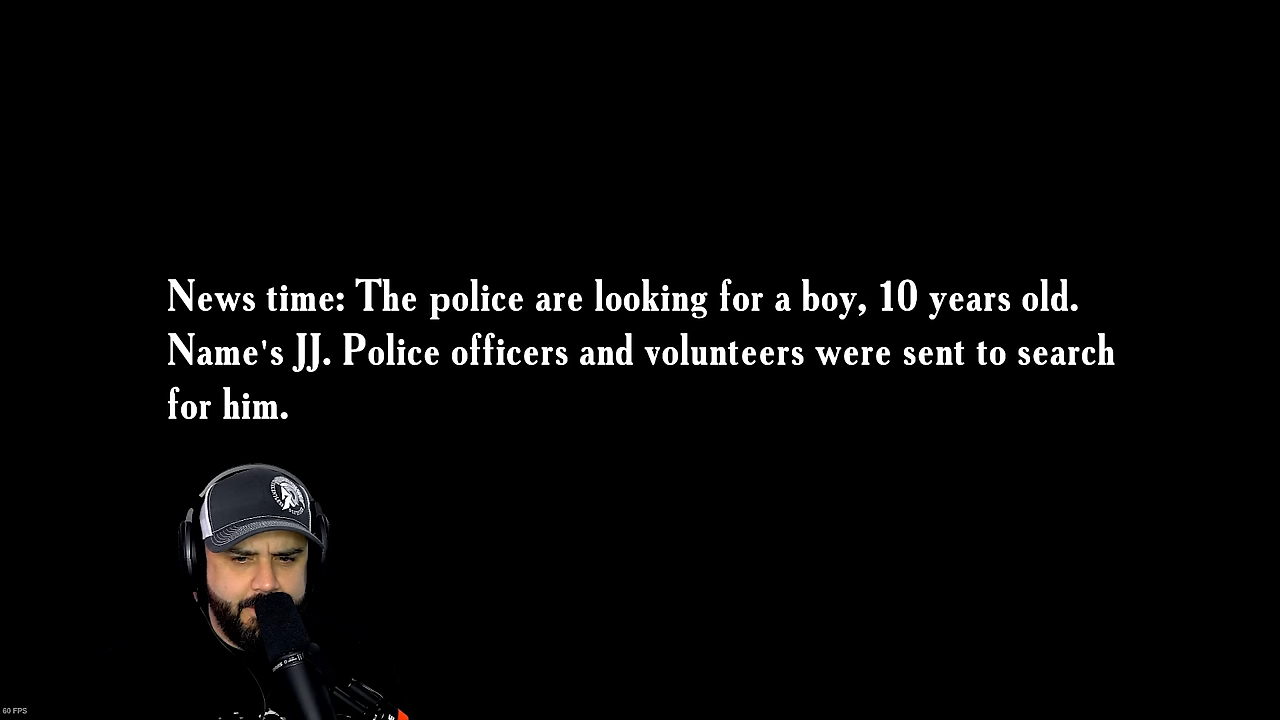 News time: The police are looking for a boy, 10 years old.
Name's JJ. Police officers and volunteers were sent to search
for him.
60 FPS